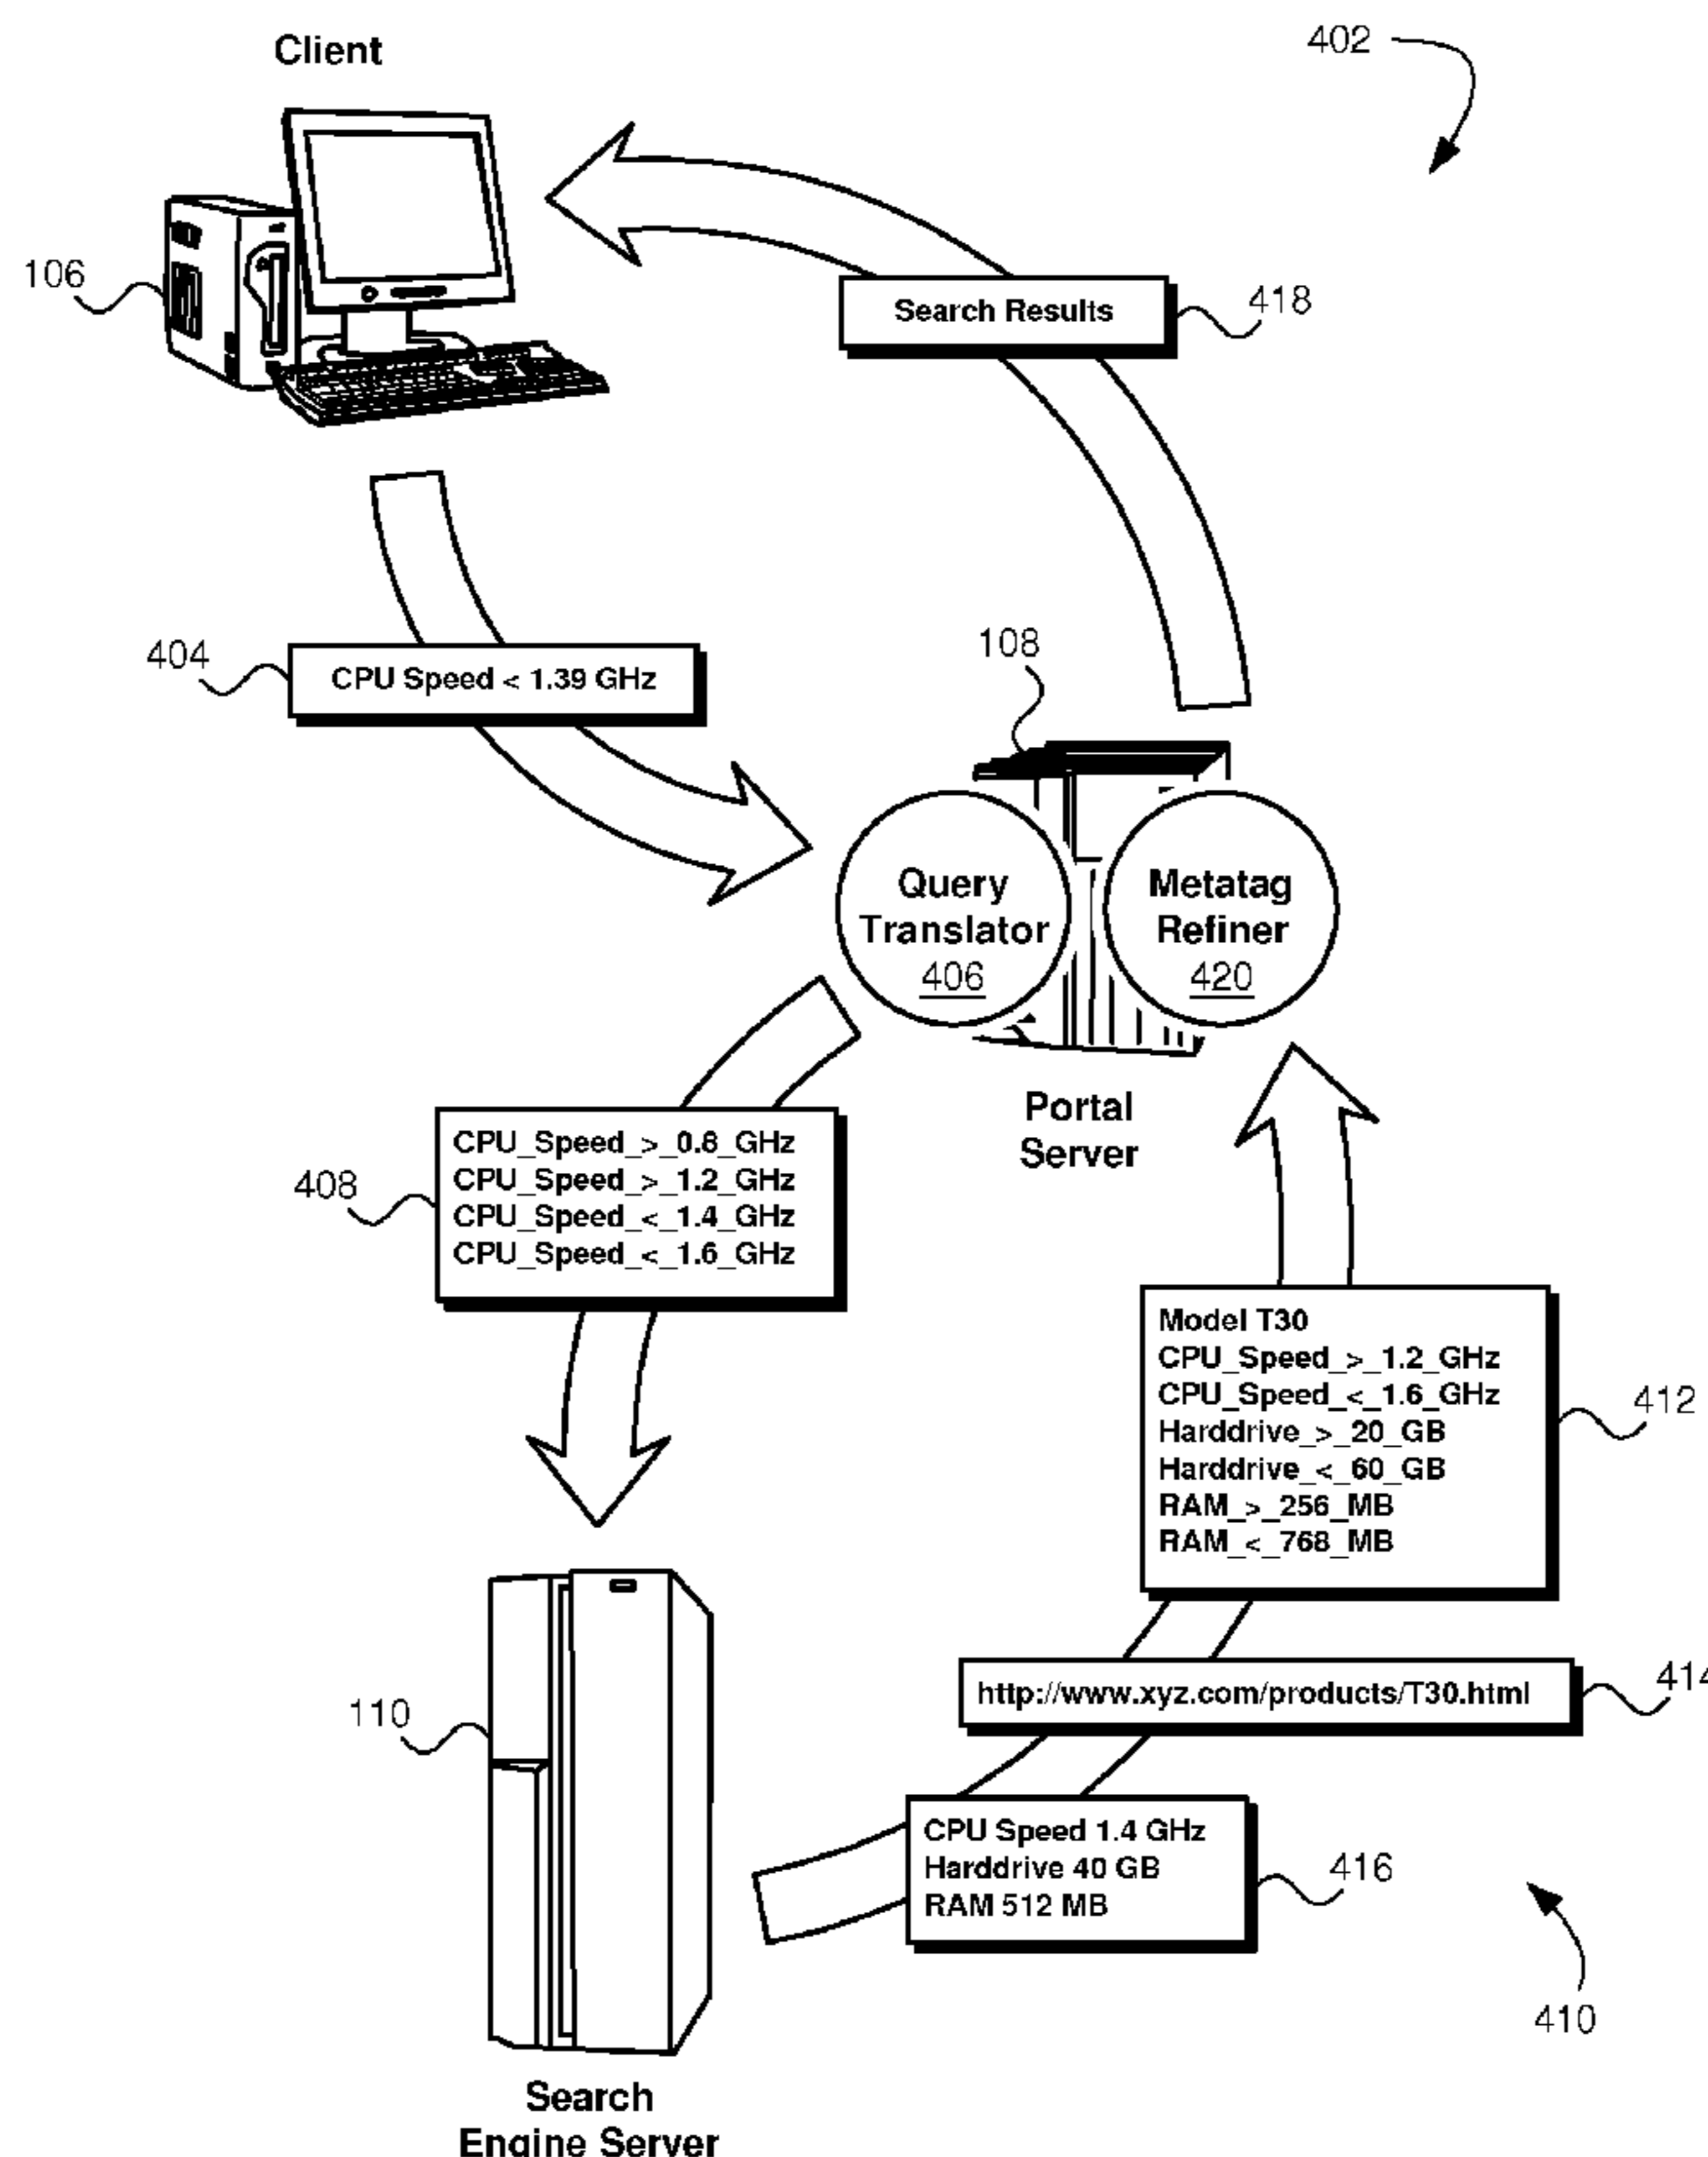 Client
402
106
Search Results
418
404
CPU Speed < 1.39 GHz
108
Query
Translator
406
Metatag
Refiner
420
Portal
Server
408
CPU_Speed_>_0.8_GHz
CPU_Speed_>_1.2_GHz
CPU_Speed_<_1.4_GHz
CPU_Speed_<_1.6_GHz
Model T30
CPU_Speed_>_1.2_GHz
CPU_Speed_<_1.6_GHz
Harddrive_>_20_GB
Harddrive_<_60_GB
RAM_>_256_MB
RAM_<_768_MB
412
http://www.xyz.com/products/T30.html
414
110
CPU Speed 1.4 GHz
Harddrive 40 GB
RAM 512 MB
416
410
Search
Engine Server